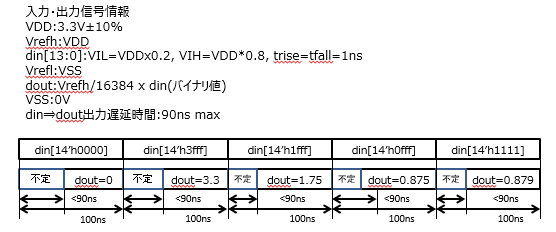 入力・出力信号情報
VDD:3.3V±10%
Vrefh:VDD
din[13:0]:VIL=VDDx0.2, VIH=VDD*0.8, trise=tfall=1ns
Vrefl:VSS
dout:Vrefh/16384 x din(バイナリ値)
VSS:0V
din⇒dout出力遅延時間:90ns max
din[14'h0000] din[14'h3fff] din[14'h1fff] din[14'h0fff] din[14'h1111]
不定 dout=0 不定 dout=3.3 不定 dout=1.75 不定 dout=0.875 不定 dout=0.879
<90ns <90ns <90ns <90ns <90ns
100ns 100ns 100ns 100ns 100ns